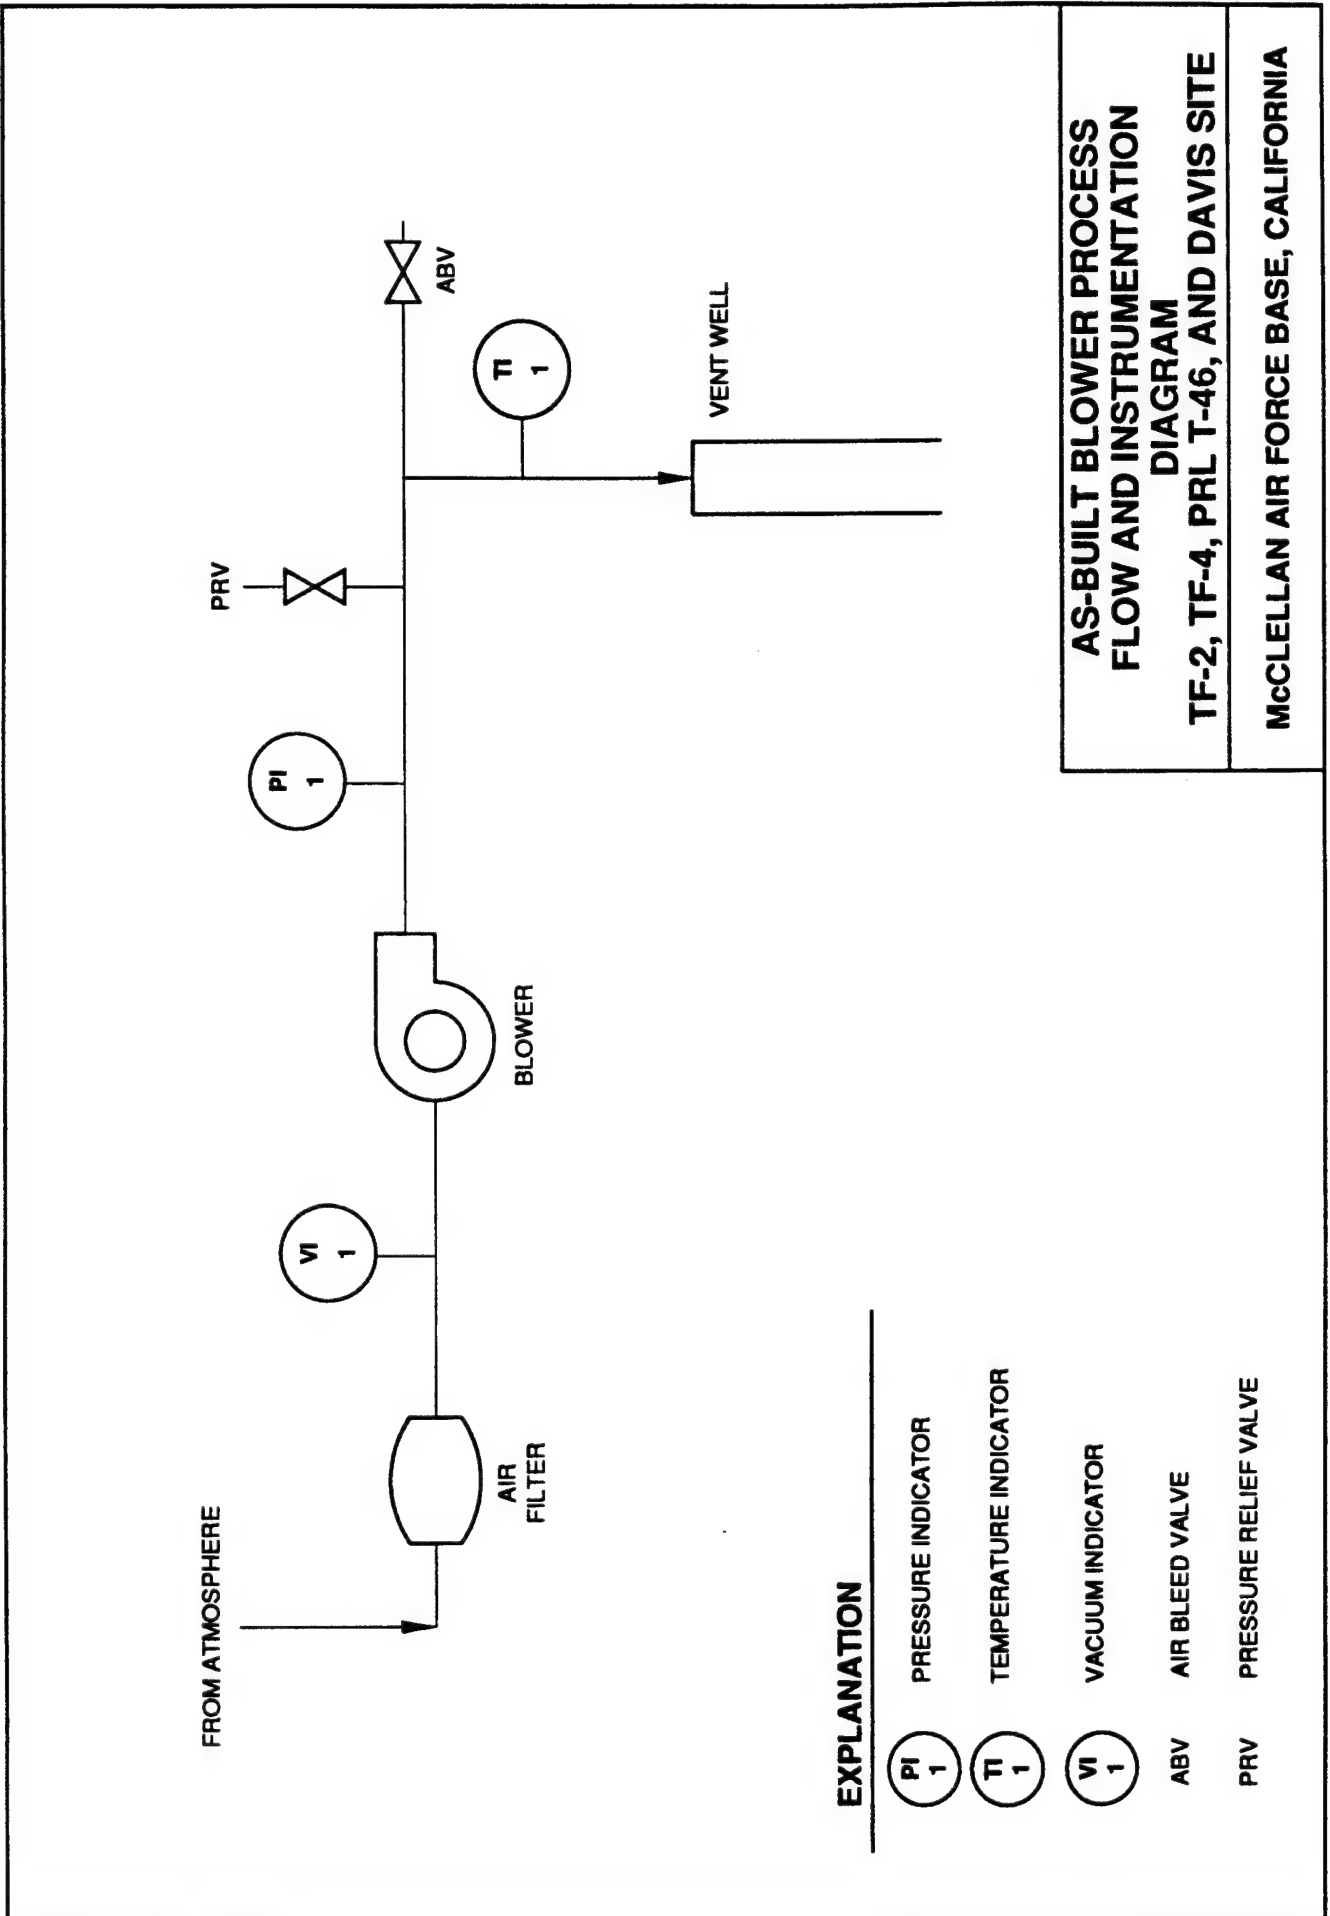 FROM ATMOSPHERE
AIR
FILTER
VI
1
BLOWER
PI
1
PRV
TI
1
ABV
VENT WELL
EXPLANATION
PI
1
PRESSURE INDICATOR
TI
1
TEMPERATURE INDICATOR
VI
1
VACUUM INDICATOR
ABV AIR BLEED VALVE
PRV PRESSURE RELIEF VALVE
AS-BUILT BLOWER PROCESS
FLOW AND INSTRUMENTATION
DIAGRAM
TF-2, TF-4, PRL T-46, AND DAVIS SITE
McCLELLAN AIR FORCE BASE, CALIFORNIA